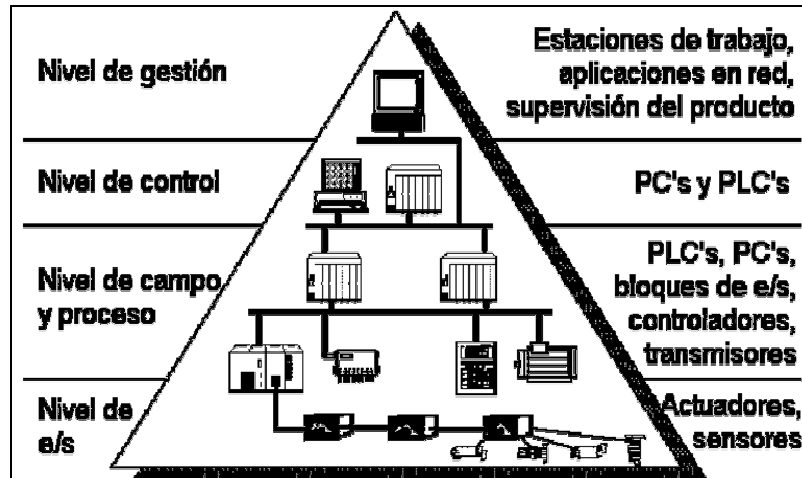 Nivel de gestión
Estaciones de trabajo,
aplicaciones en red,
supervisión del producto
Nivel de control
PC's y PLC's
Nivel de campo
y proceso
PLC's, PC's,
bloques de e/s,
controladores,
transmisores
Nivel de
e/s
Actuadores,
sensores